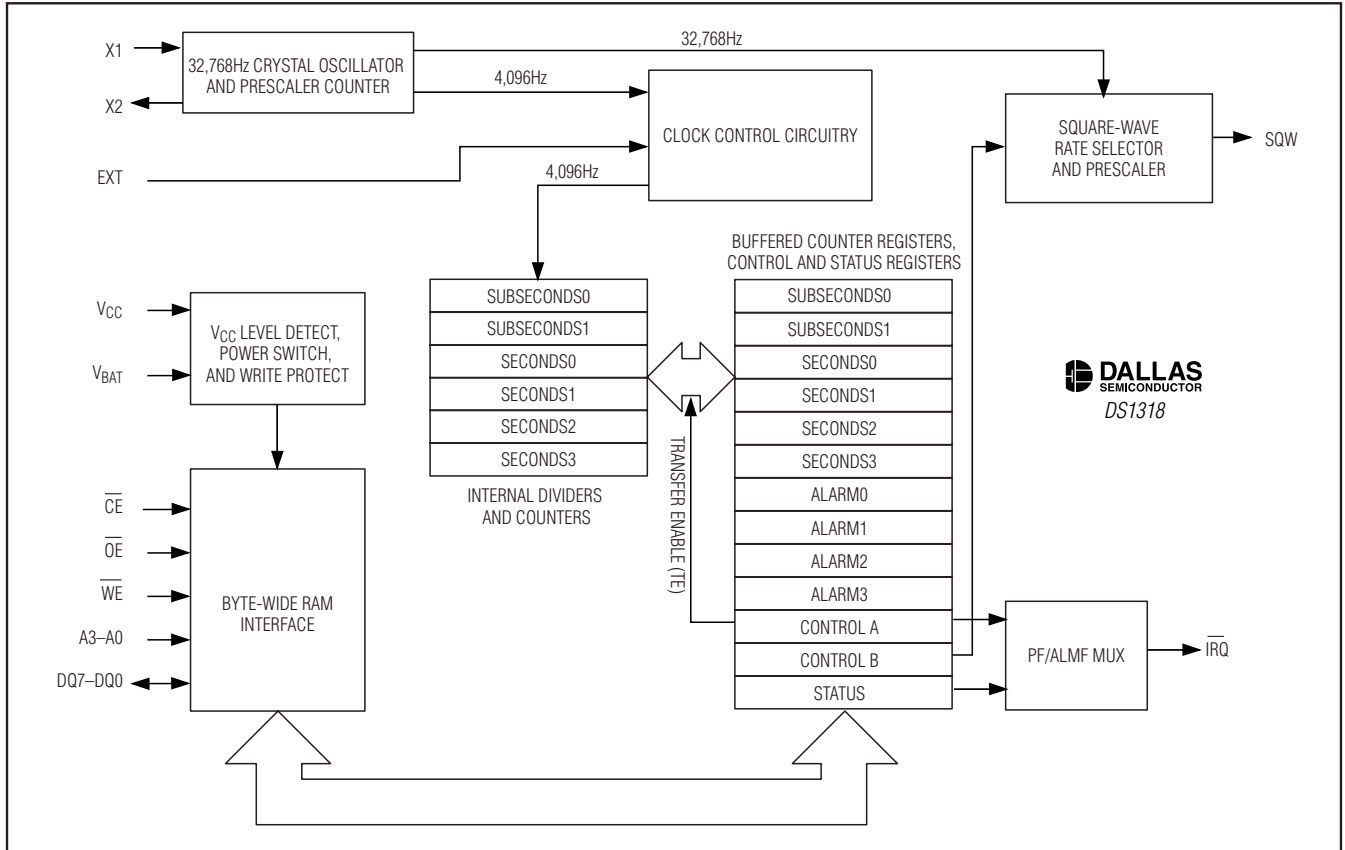 X1
X2
32,768Hz CRYSTAL OSCILLATOR
AND PRESCALER COUNTER
32,768Hz
4,096Hz
EXT
CLOCK CONTROL CIRCUITRY
4,096Hz
SQUARE-WAVE
RATE SELECTOR
AND PRESCALER
SQW
VCC
VBAT
VCC LEVEL DETECT,
POWER SWITCH,
AND WRITE PROTECT
SUBSECONDS0
SUBSECONDS1
SECONDS0
SECONDS1
SECONDS2
SECONDS3
INTERNAL DIVIDERS
AND COUNTERS
TRANSFER ENABLE (TE)
BUFFERED COUNTER REGISTERS,
CONTROL AND STATUS REGISTERS
SUBSECONDS0
SUBSECONDS1
SECONDS0
SECONDS1
SECONDS2
SECONDS3
ALARM0
ALARM1
ALARM2
ALARM3
CONTROL A
CONTROL B
STATUS
DALLAS
SEMICONDUCTOR
DS1318
CE
OE
WE
A3–A0
DQ7–DQ0
BYTE-WIDE RAM
INTERFACE
PF/ALMF MUX
IRQ